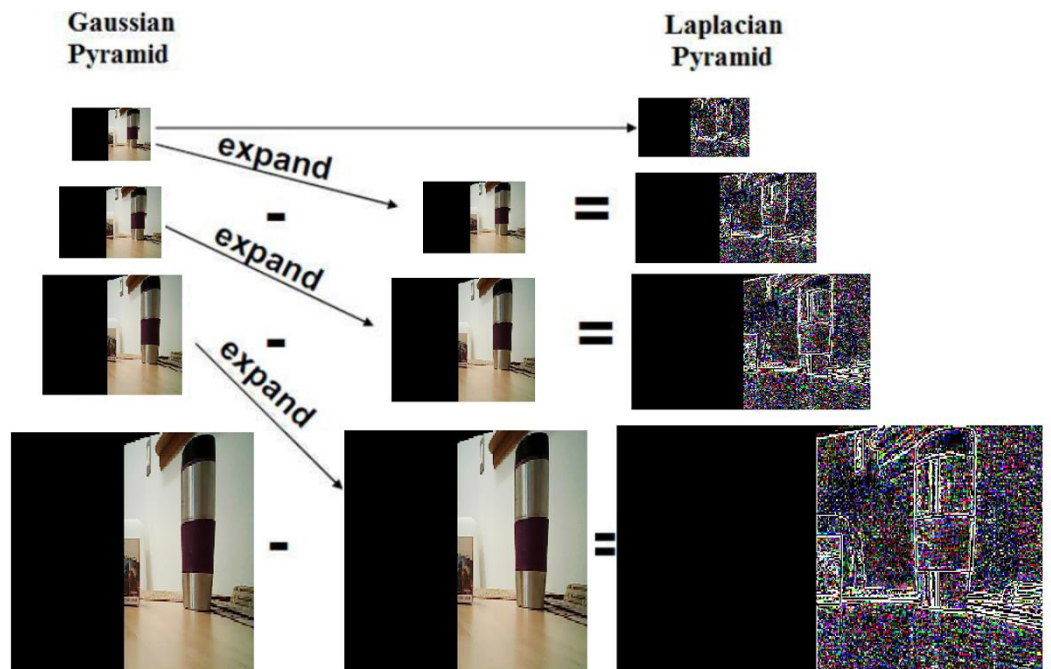 Gaussian
Pyramid
Laplacian
Pyramid
expand
-
=
expand
-
=
expand
-
=